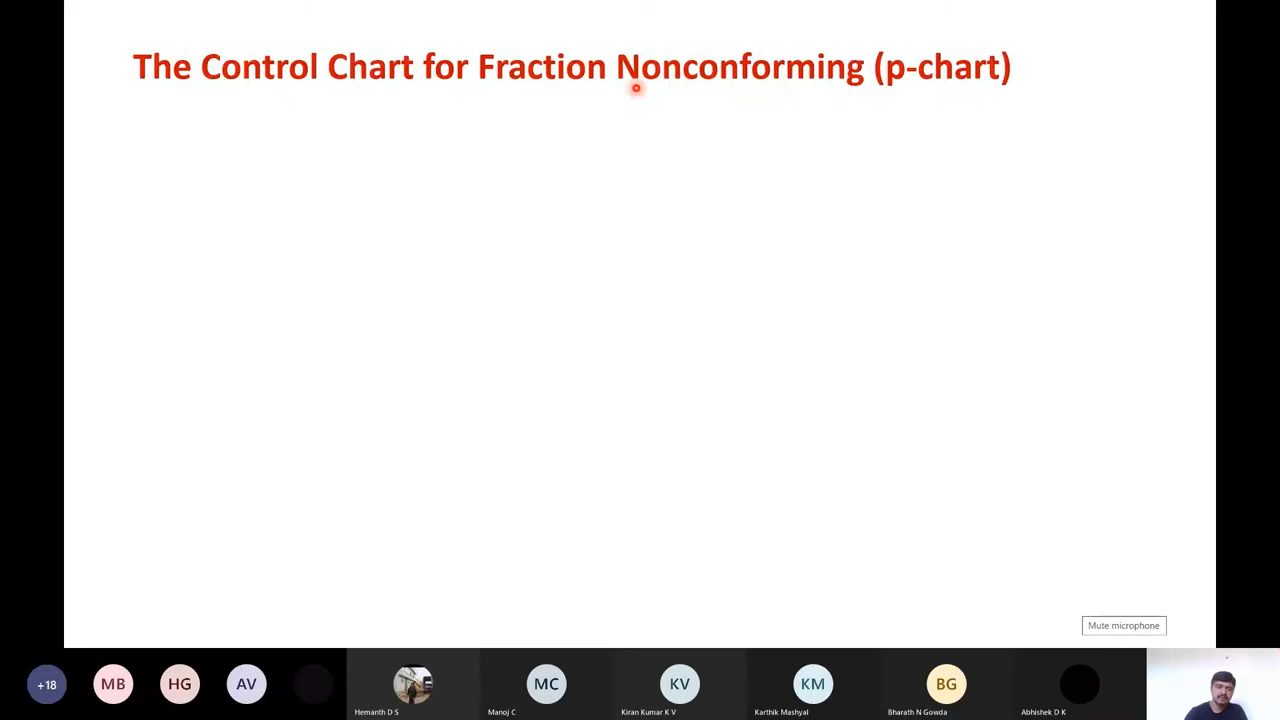 The Control Chart for Fraction Nonconforming (p-chart)
Mute microphone
+18
MB
HG
AV
MC
KV
KM
BG
Hemanth D S
Manoj C
Kiran Kumar K V
Karthik Mashyal
Bharath N Gowda
Abhishek D K